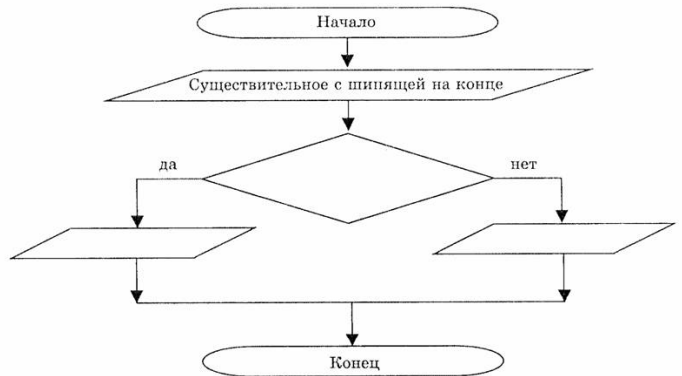 Начало
Существительное с шипящей на конце
да
нет
Конец